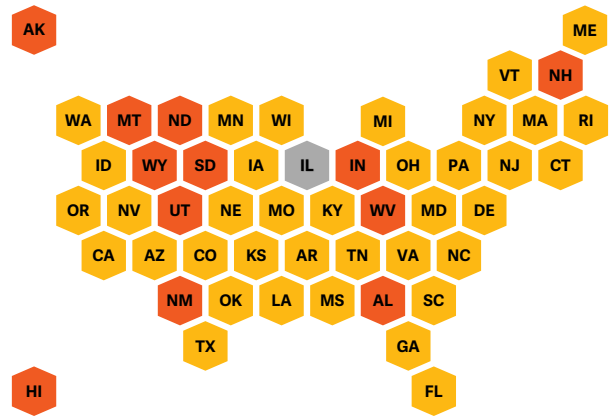 AK ME
VT NH
WA MT ND MN WI MI NY MA RI
ID WY SD IA IL IN OH PA NJ CT
OR NV UT NE MO KY WV MD DE
CA AZ CO KS AR TN VA NC
NM OK LA MS AL SC
TX GA
HI FL